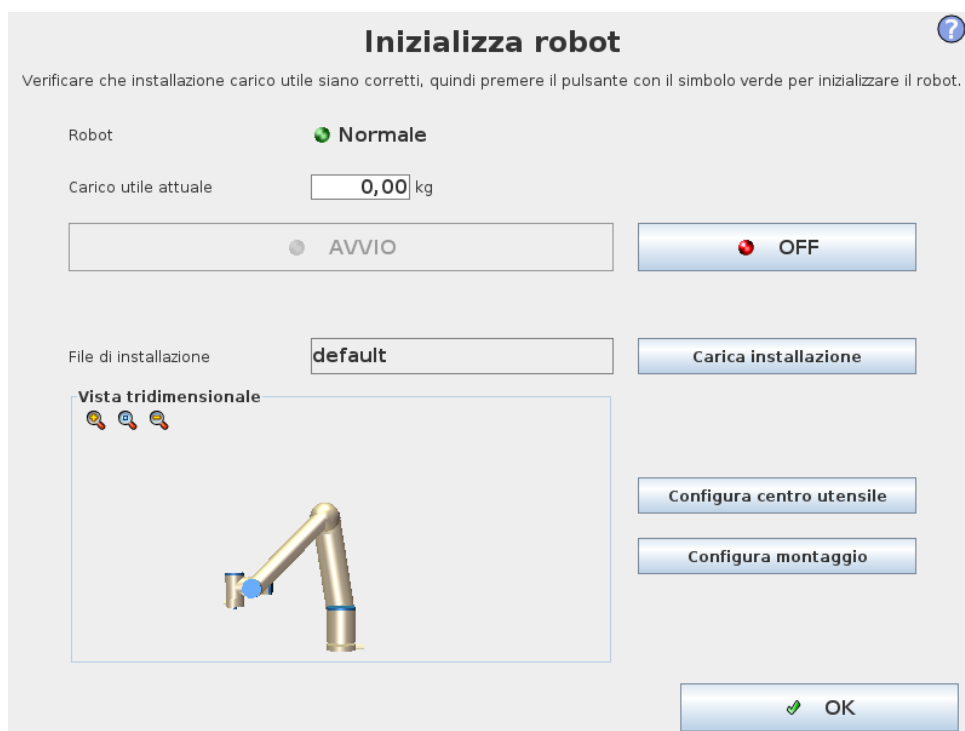 Inizializza robot
?
Verificare che installazione carico utile siano corretti, quindi premere il pulsante con il simbolo verde per inizializzare il robot.
Robot Normale
Carico utile attuale 0,00 kg
AVVIO OFF
File di installazione default Carica installazione
Vista tridimensionale
Configura centro utensile
Configura montaggio
OK